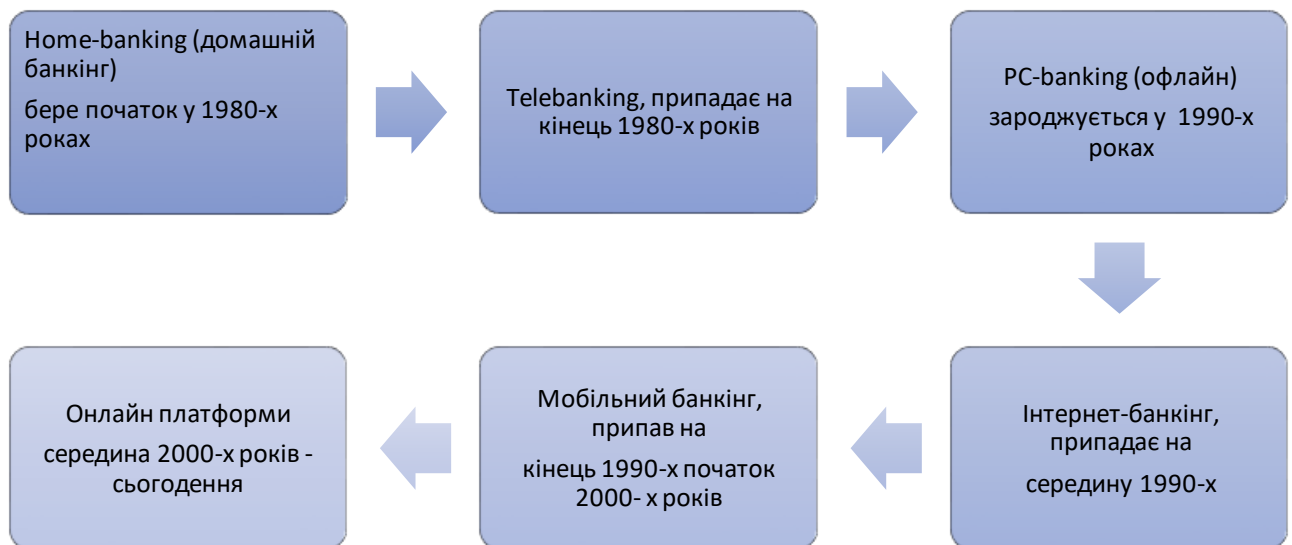 Home-banking (домашній
банкінг)
бере початок у 1980-х
роках
Telebanking, припадає на
кінець 1980-х років
PC-banking (офлайн)
зароджується у 1990-х
роках
Інтернет-банкінг,
припадає на
середину 1990-х
Мобільний банкінг,
припав на
кінець 1990-х початок
2000- х років
Онлайн платформи
середина 2000-х років -
сьогодення